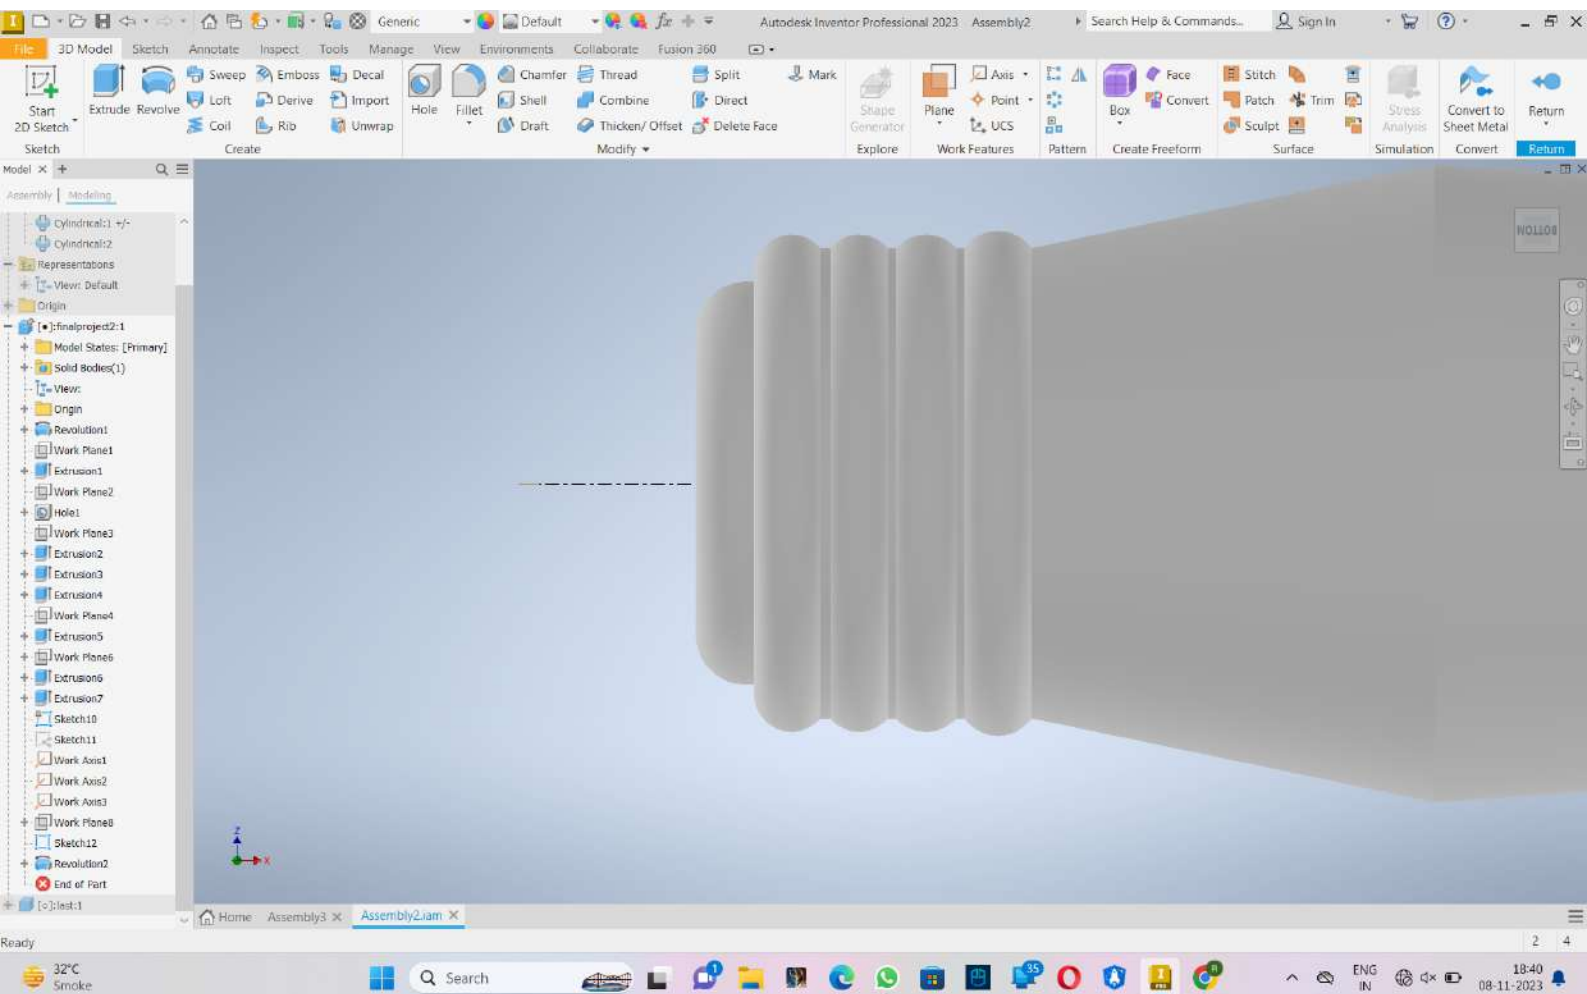 Generic Default Autodesk Inventor Professional 2023 Assembly2 Search Help & Commands... Sign In
File 3D Model Sketch Annotate Inspect Tools Manage View Environments Collaborate Fusion 360
Sweep Emboss Decal Chamfer Thread Split Mark Axis Face Stitch
Start 2D Sketch Extrude Revolve Loft Derive Import Hole Fillet Shell Combine Direct Shape Generator Plane Point Box Convert Patch Trim Stress Analysis Convert to Sheet Metal Return
Coil Rib Unwrap Draft Thicken/ Offset Delete Face UCS Sculpt
Sketch Create Modify Explore Work Features Pattern Create Freeform Surface Simulation Convert Return
Model
Assembly Modeling
Cylindrical:1 +/-
Cylindrical:2
Representations
View: Default
Origin
[●]:finalproject2:1
Model States: [Primary]
Solid Bodies(1)
View:
Origin
Revolution1
Work Plane1
Extrusion1
Work Plane2
Hole1
Work Plane3
Extrusion2
Extrusion3
Extrusion4
Work Plane4
Extrusion5
Work Plane6
Extrusion6
Extrusion7
Sketch10
Sketch11
Work Axis1
Work Axis2
Work Axis3
Work Plane8
Sketch12
Revolution2
End of Part
[○]:last:1
BOTTOM
Z
X
Home Assembly3 Assembly2.iam
Ready 2 4
32°C
Smoke
Search
1
35
ENG
IN
18:40
08-11-2023